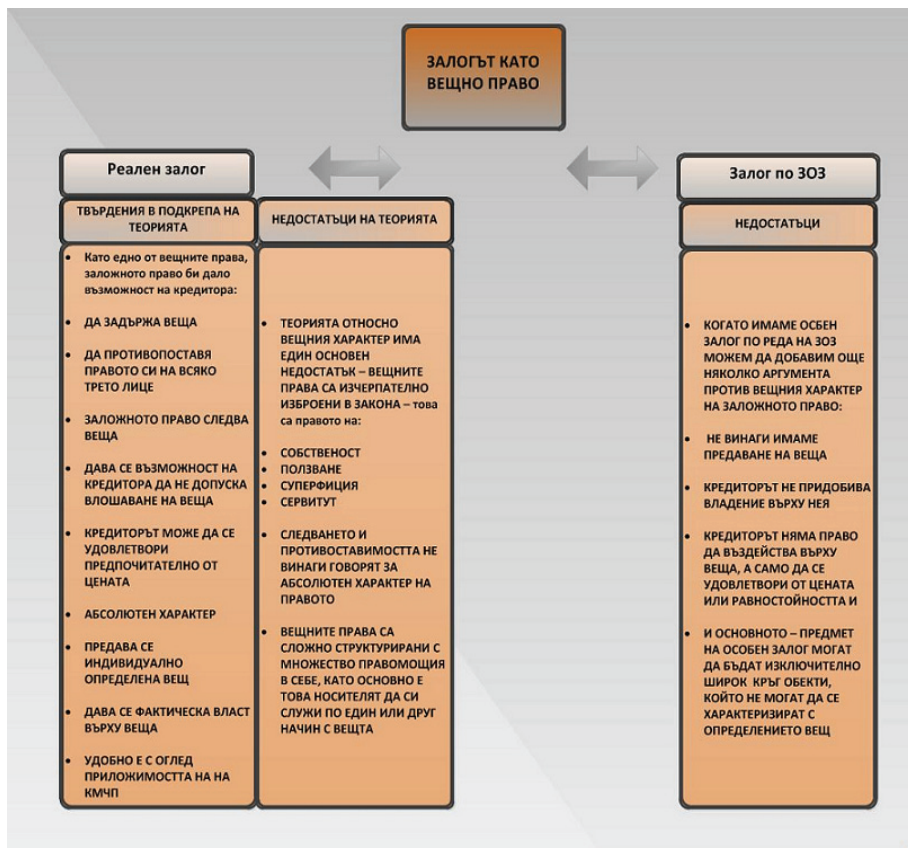 ЗАЛОГЪТ КАТО
ВЕЩНО ПРАВО
Реален залог
ТВЪРДЕНИЯ В ПОДКРЕПА НА
ТЕОРИЯТА
• Като едно от вещните права,
заложното право би дало
възможност на кредитора:
• ДА ЗАДЪРЖА ВЕЩА
• ДА ПРОТИВОПОСТАВЯ
ПРАВОТО СИ НА ВСЯКО
ТРЕТО ЛИЦЕ
• ЗАЛОЖНОТО ПРАВО СЛЕДВА
ВЕЩА
• ДАВА СЕ ВЪЗМОЖНОСТ НА
КРЕДИТОРА ДА НЕ ДОПУСКА
ВЛОШАВАНЕ НА ВЕЩА
• КРЕДИТОРЪТ МОЖЕ ДА СЕ
УДОВЛЕТВОРИ
ПРЕДПОЧИТАТЕЛНО ОТ
ЦЕНАТА
• АБСОЛЮТЕН ХАРАКТЕР
• ПРЕДАВА СЕ
ИНДИВИДУАЛНО
ОПРЕДЕЛЕНА ВЕЩ
• ДАВА СЕ ФАКТИЧЕСКА ВЛАСТ
ВЪРХУ ВЕЩА
• УДОБНО Е С ОГЛЕД
ПРИЛОЖИМОСТТА НА НА
КМЧП
НЕДОСТАТЪЦИ НА ТЕОРИЯТА
• ТЕОРИЯТА ОТНОСНО
ВЕЩНИЯ ХАРАКТЕР ИМА
ЕДИН ОСНОВЕН
НЕДОСТАТЪК – ВЕЩНИТЕ
ПРАВА СА ИЗЧЕРПАТЕЛНО
ИЗБРОЕНИ В ЗАКОНА – това
са правото на:
• СОБСТВЕНОСТ
• ПОЛЗВАНЕ
• СУПЕРФИЦИЯ
• СЕРВИТУТ
• СЛЕДВАНЕТО И
ПРОТИВОСТАВИМОСТТА НЕ
ВИНАГИ ГОВОРЯТ ЗА
АБСОЛЮТЕН ХАРАКТЕР НА
ПРАВОТО
• ВЕЩНИТЕ ПРАВА СА
СЛОЖНО СТРУКТУРИРАНИ С
МНОЖЕСТВО ПРАВОМОЩИЯ
В СЕБЕ, КАТО ОСНОВНО Е
ТОВА НОСИТЕЛЯТ ДА СИ
СЛУЖИ ПО ЕДИН ИЛИ ДРУГ
НАЧИН С ВЕЩТА
Залог по ЗОЗ
НЕДОСТАТЪЦИ
• КОГАТО ИМАМЕ ОСБЕН
ЗАЛОГ ПО РЕДА НА ЗОЗ
МОЖЕМ ДА ДОБАВИМ ОЩЕ
НЯКОЛКО АРГУМЕНТА
ПРОТИВ ВЕЩНИЯ ХАРАКТЕР
НА ЗАЛОЖНОТО ПРАВО:
• НЕ ВИНАГИ ИМАМЕ
ПРЕДАВАНЕ НА ВЕЩА
• КРЕДИТОРЪТ НЕ ПРИДОБИВА
ВЛАДЕНИЕ ВЪРХУ НЕЯ
• КРЕДИТОРЪТ НЯМА ПРАВО
ДА ВЪЗДЕЙСТВА ВЪРХУ
ВЕЩА, А САМО ДА СЕ
УДОВЛЕТВОРИ ОТ ЦЕНАТА
ИЛИ РАВНОСТОЙНОСТТА И
• И ОСНОВНОТО – ПРЕДМЕТ
НА ОСОБЕН ЗАЛОГ МОГАТ
ДА БЪДАТ ИЗКЛЮЧИТЕЛНО
ШИРОК КРЪГ ОБЕКТИ,
КОЙТО НЕ МОГАТ ДА СЕ
ХАРАКТЕРИЗИРАТ С
ОПРЕДЕЛЕНИЕТО ВЕЩ